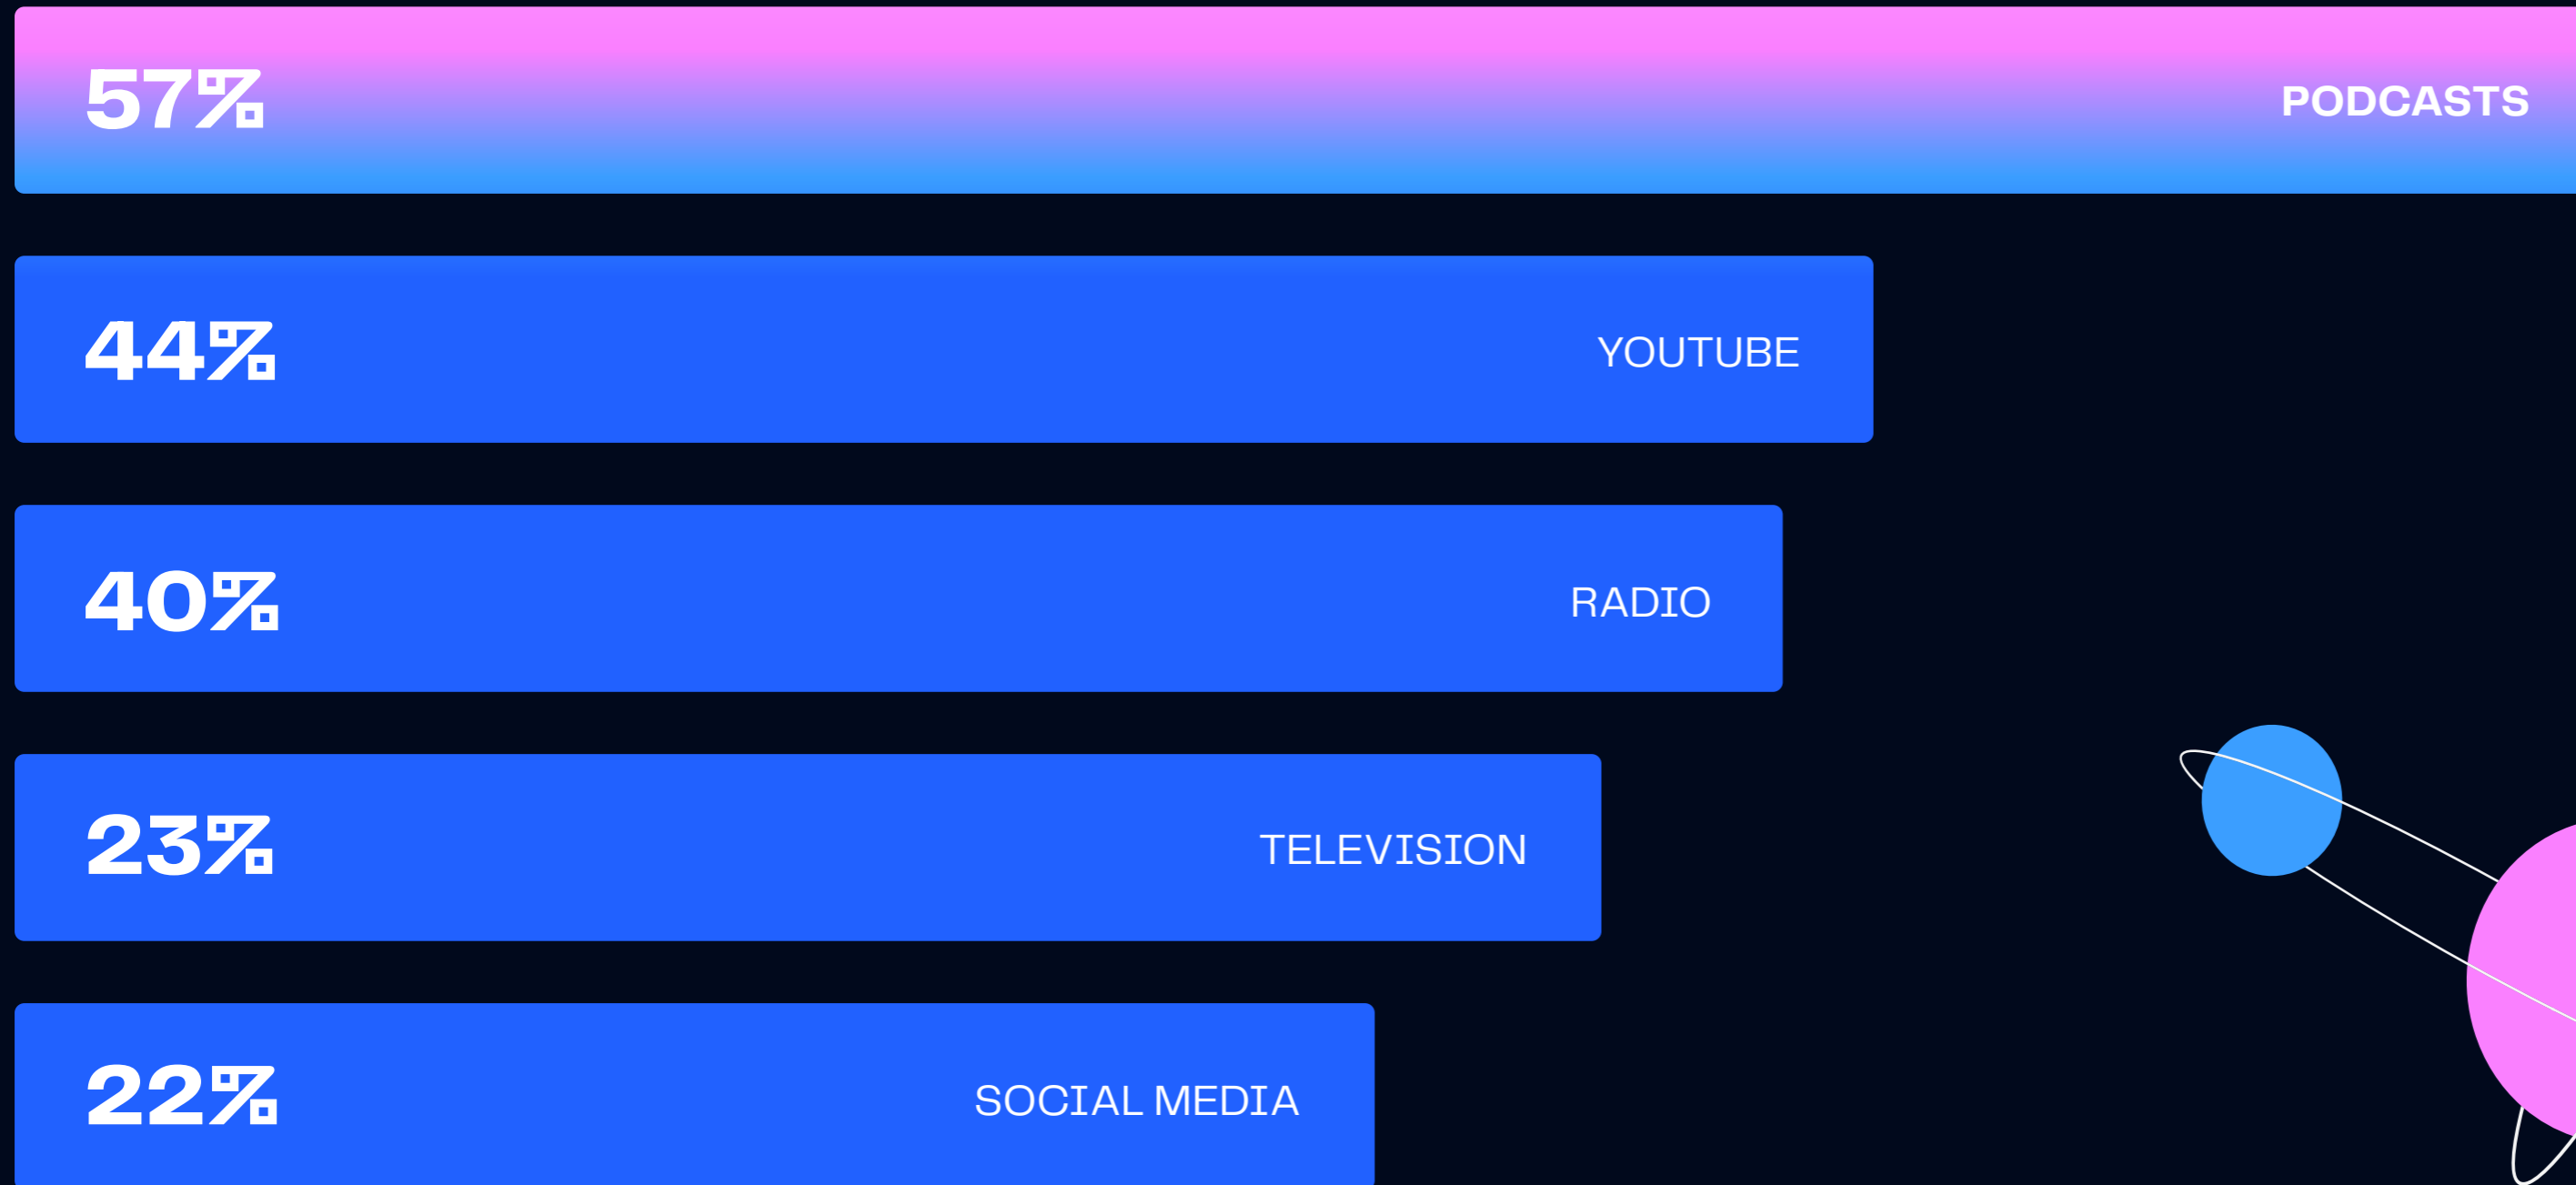 57% PODCASTS
44% YOUTUBE
40% RADIO
23% TELEVISION
22% SOCIAL MEDIA